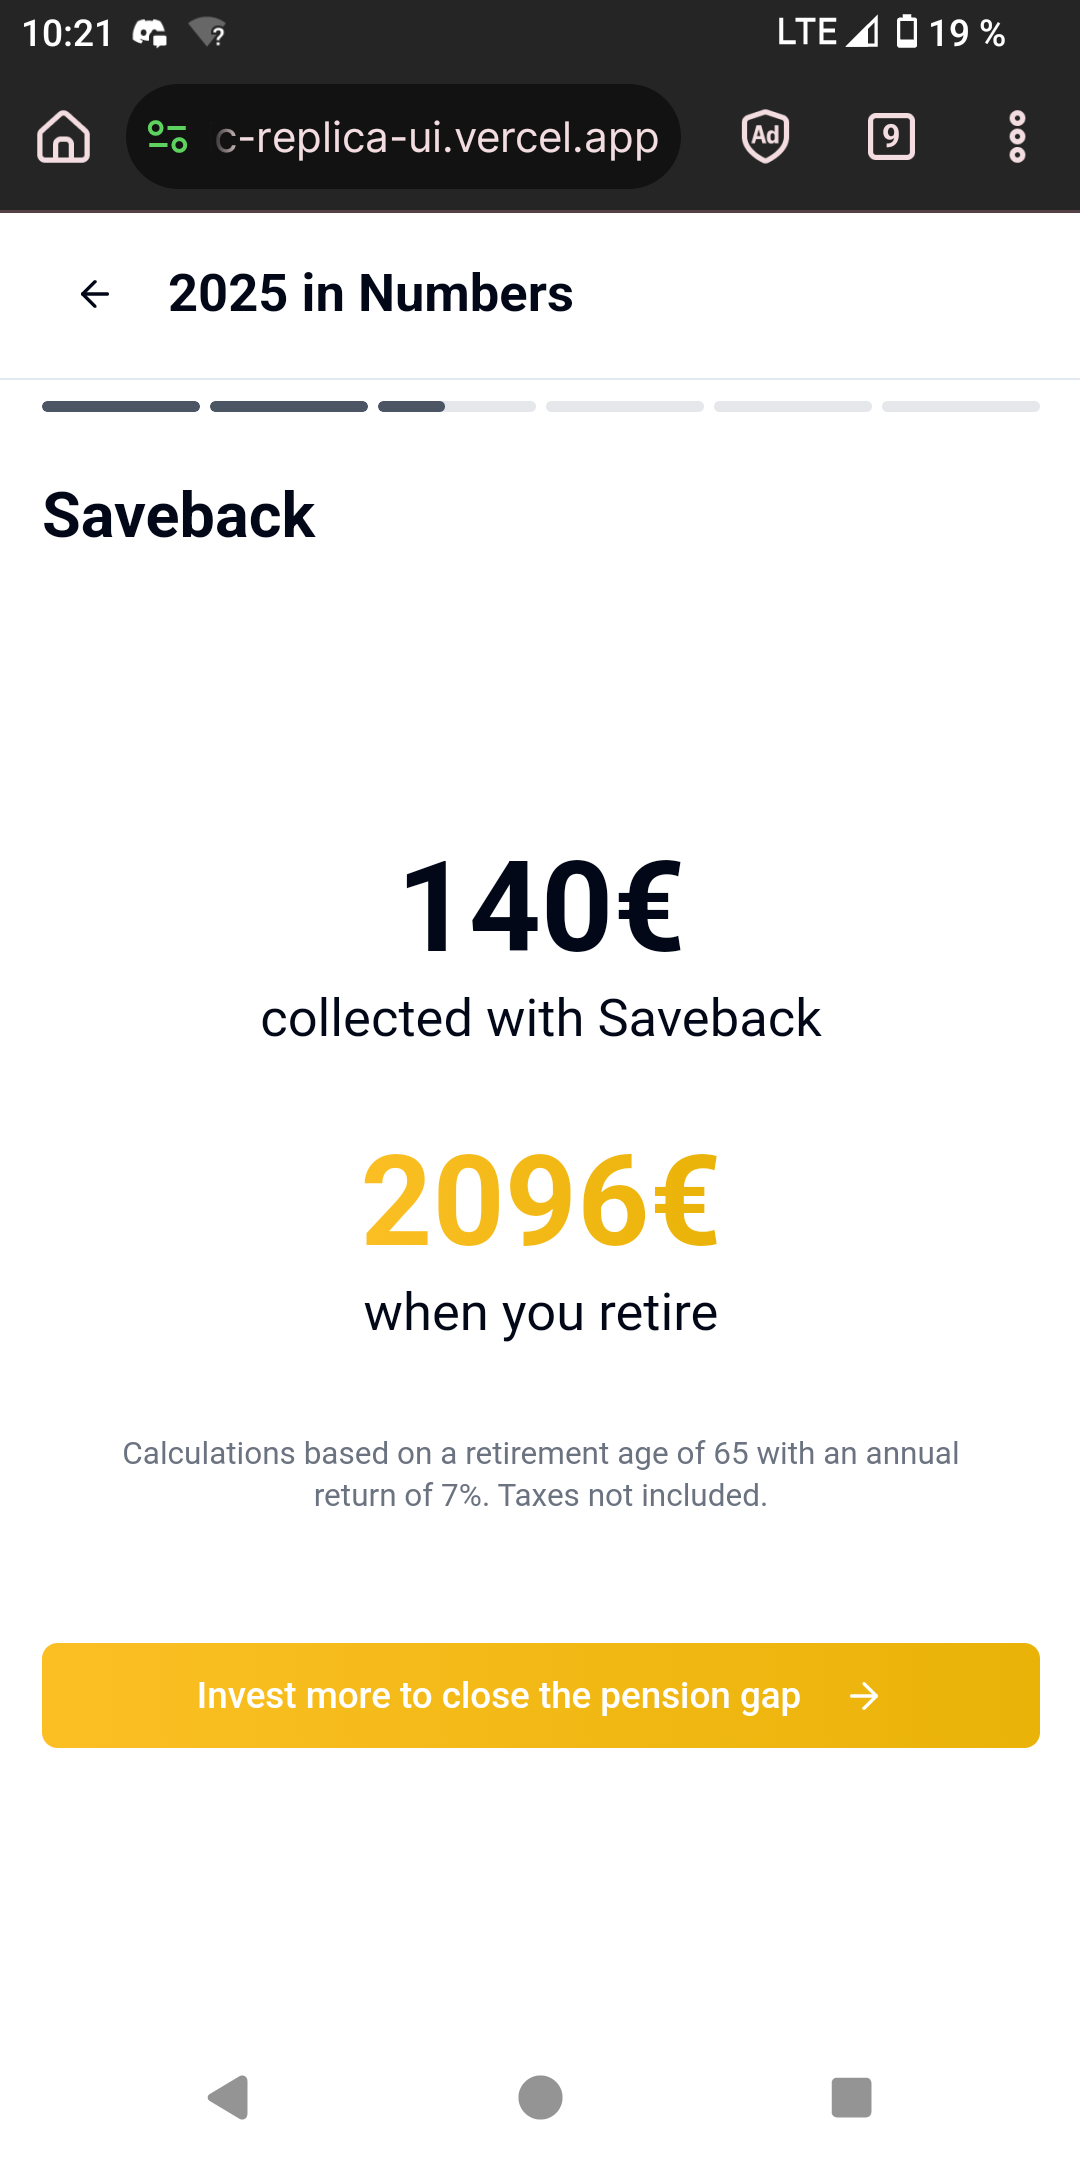 10:21 ? LTE 19 %
c-replica-ui.vercel.app Ad 9
2025 in Numbers
Saveback
140€
collected with Saveback
2096€
when you retire
Calculations based on a retirement age of 65 with an annual
return of 7%. Taxes not included.
Invest more to close the pension gap